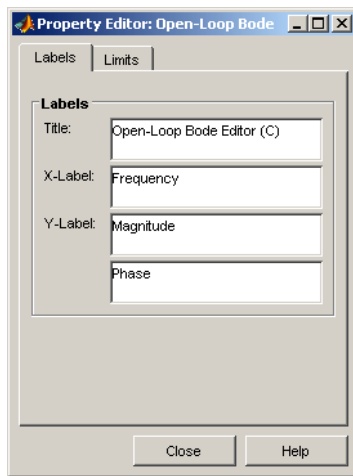 Property Editor: Open-Loop Bode
Labels Limits
Labels
Title: Open-Loop Bode Editor (C)
X-Label: Frequency
Y-Label: Magnitude
Phase
Close Help